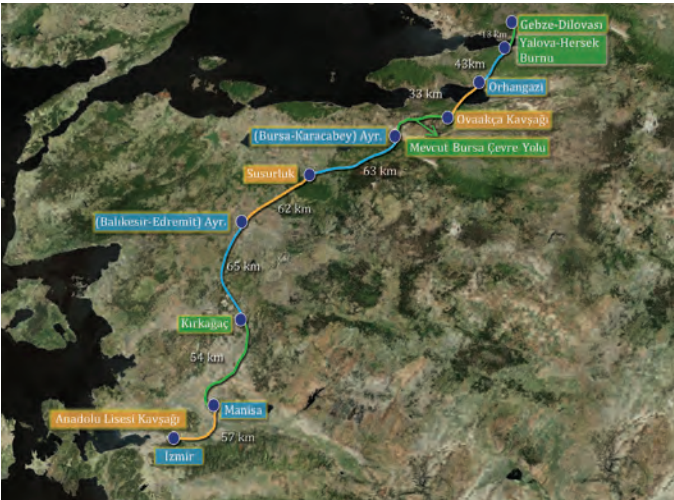 Gebze-Dilovası
13 km
Yalova-Hersek
Burnu
43km
Orhangazi
33 km
Ovaakça Kavşağı
(Bursa-Karacabey) Ayr.
Mevcut Bursa Çevre Yolu
63 km
Susurluk
62 km
(Balıkesir-Edremit) Ayr.
65 km
Kırkağaç
54 km
Manisa
Anadolu Lisesi Kavşağı
57 km
İzmir